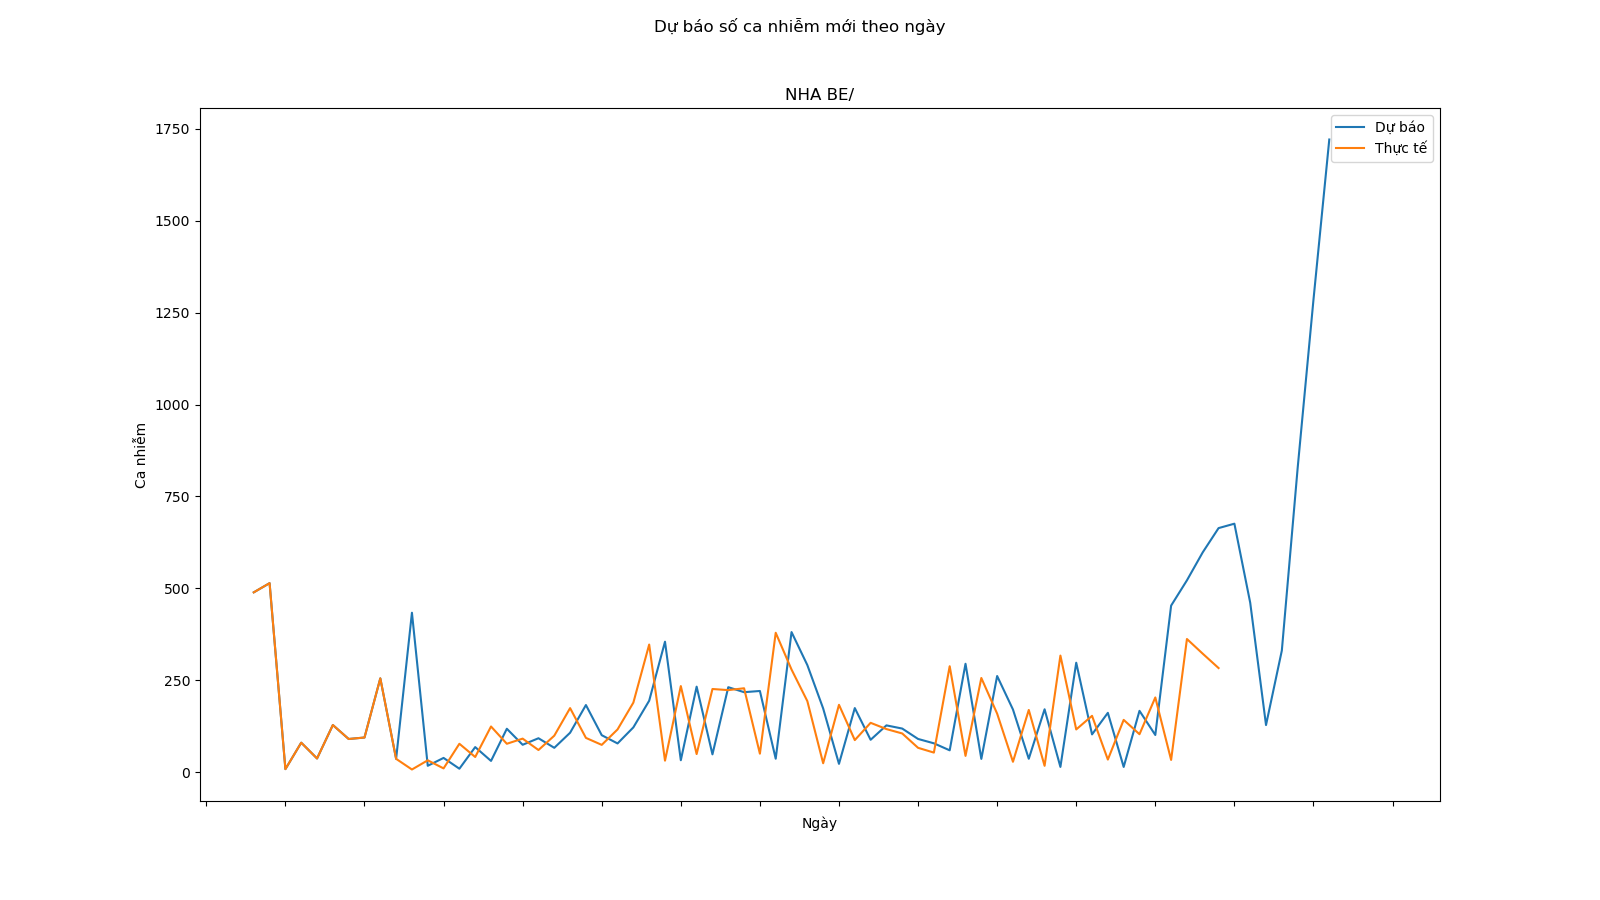 Dự báo số ca nhiễm mới theo ngày
NHA BE/
Dự báo
Thực tế
1750
1500
1250
1000
750
500
250
0
Ca nhiễm
Ngày